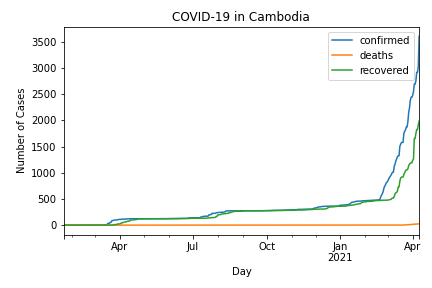 COVID-19 in Cambodia
confirmed
deaths
recovered
3500
3000
2500
2000
1500
1000
500
0
Number of Cases
Apr
Jul
Oct
Jan
2021
Apr
Day